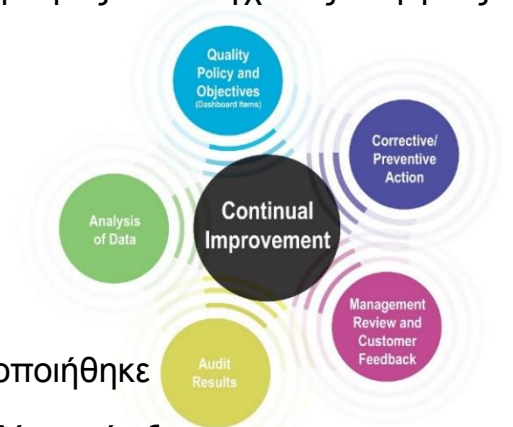 Quality
Policy and
Objectives
(Dashboard Items)
Corrective/
Preventive
Action
Continual
Improvement
Analysis
of Data
Management
Review and
Customer
Feedback
Audit
Results
οποιήθηκε